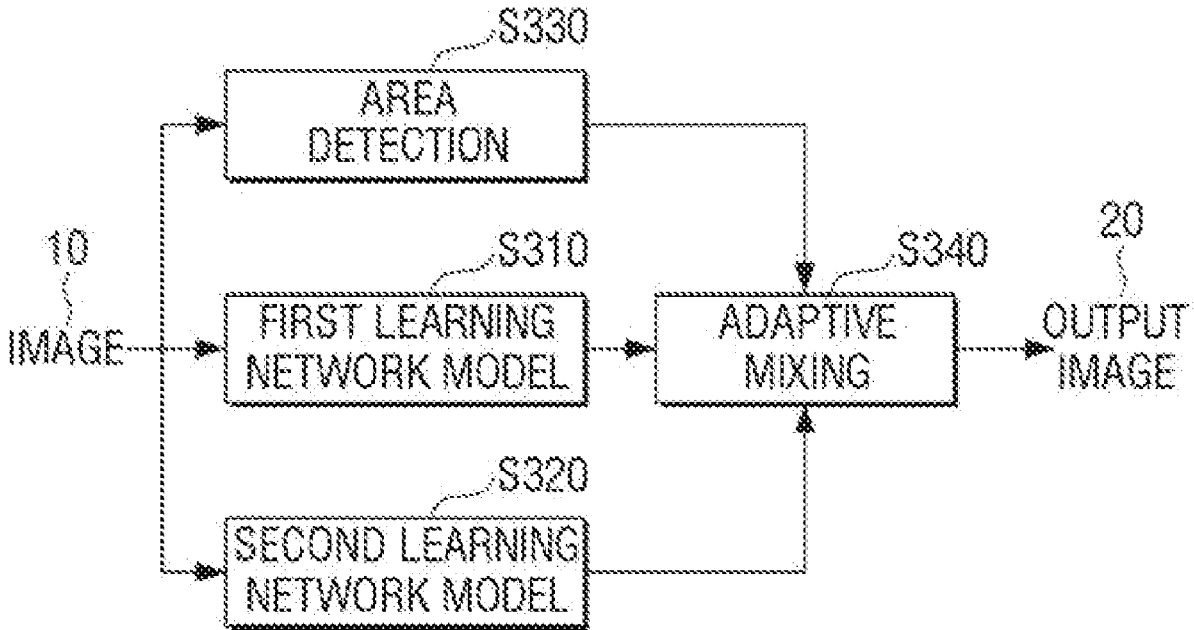 S330
AREA
DETECTION
10
IMAGE
S310
FIRST LEARNING
NETWORK MODEL
S340
ADAPTIVE
MIXING
20
OUTPUT
IMAGE
S320
SECOND LEARNING
NETWORK MODEL